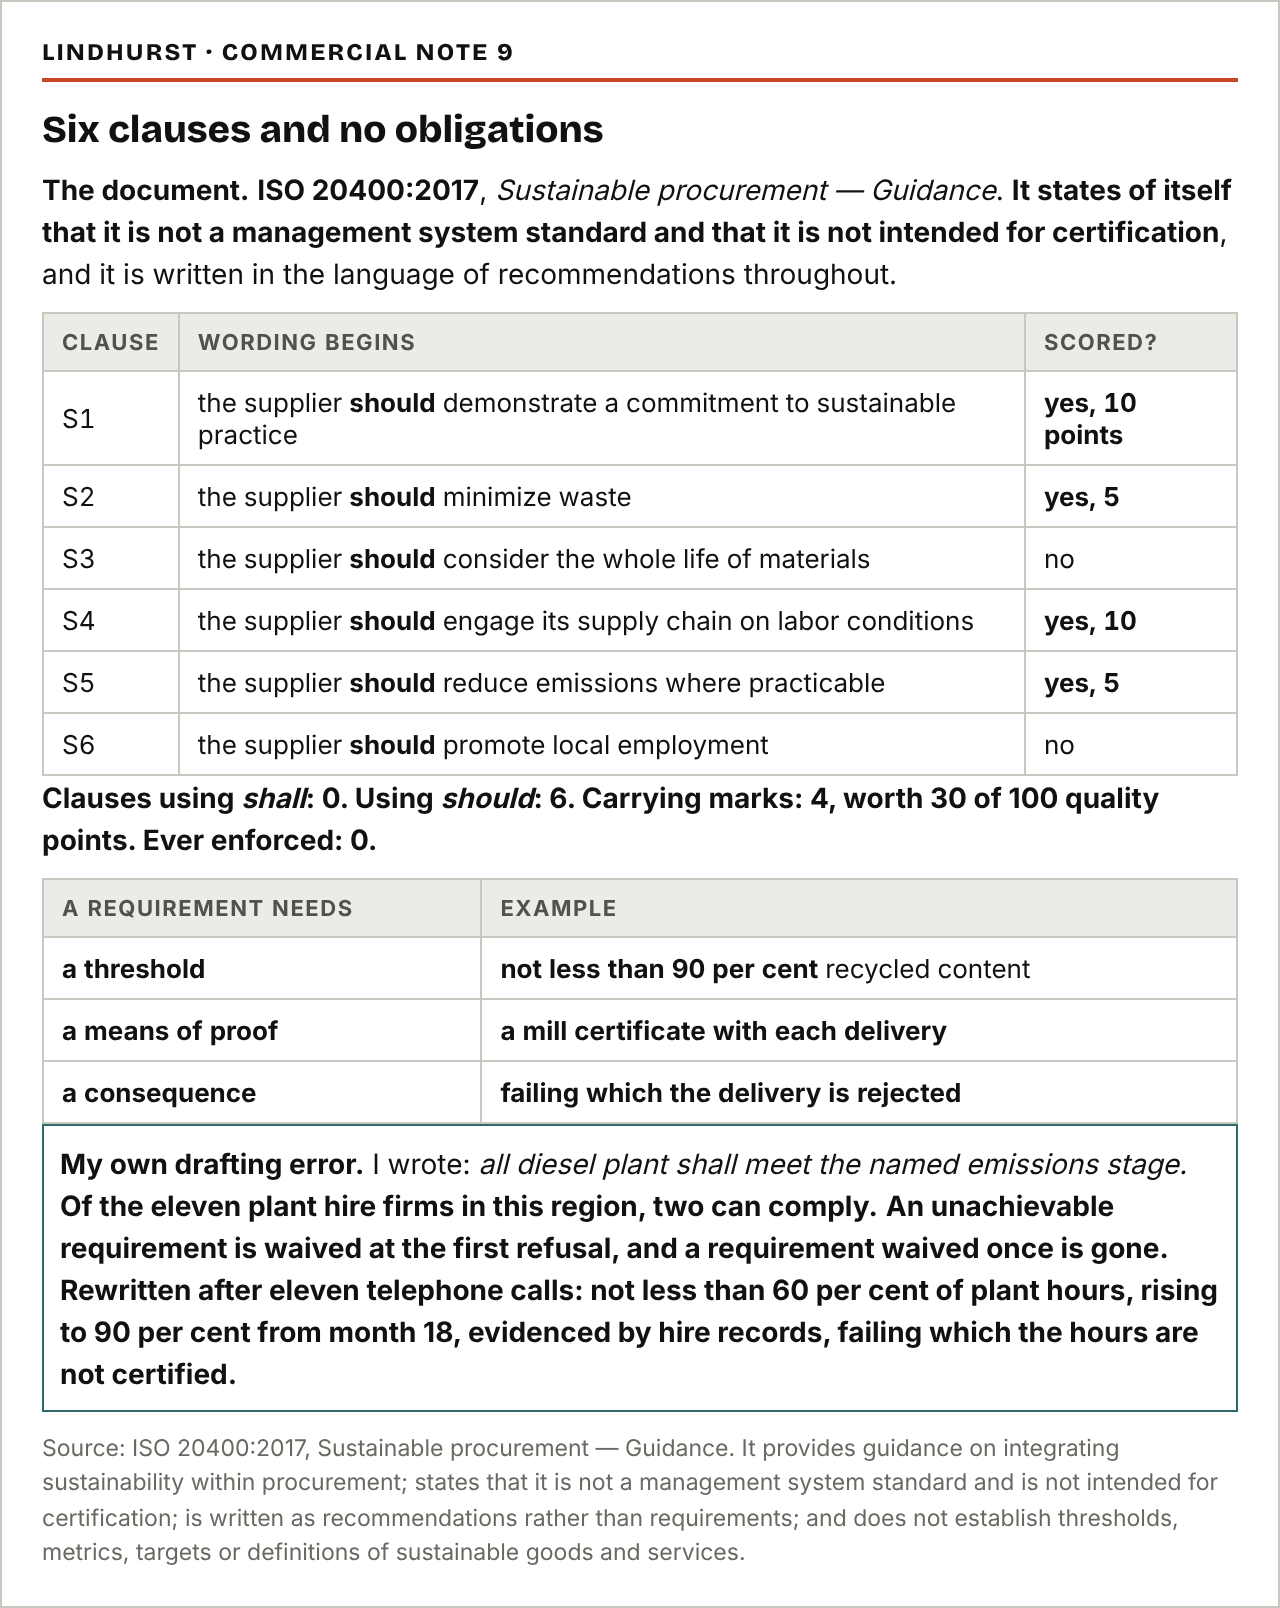 LINDHURST · COMMERCIAL NOTE 9
Six clauses and no obligations
The document. ISO 20400:2017, Sustainable procurement — Guidance. It states of itself
that it is not a management system standard and that it is not intended for certification,
and it is written in the language of recommendations throughout.
CLAUSE WORDING BEGINS SCORED?
S1 the supplier should demonstrate a commitment to sustainable practice yes, 10 points
S2 the supplier should minimize waste yes, 5
S3 the supplier should consider the whole life of materials no
S4 the supplier should engage its supply chain on labor conditions yes, 10
S5 the supplier should reduce emissions where practicable yes, 5
S6 the supplier should promote local employment no
Clauses using shall: 0. Using should: 6. Carrying marks: 4, worth 30 of 100 quality
points. Ever enforced: 0.
A REQUIREMENT NEEDS EXAMPLE
a threshold not less than 90 per cent recycled content
a means of proof a mill certificate with each delivery
a consequence failing which the delivery is rejected
My own drafting error. I wrote: all diesel plant shall meet the named emissions stage.
Of the eleven plant hire firms in this region, two can comply. An unachievable
requirement is waived at the first refusal, and a requirement waived once is gone.
Rewritten after eleven telephone calls: not less than 60 per cent of plant hours, rising
to 90 per cent from month 18, evidenced by hire records, failing which the hours are
not certified.
Source: ISO 20400:2017, Sustainable procurement — Guidance. It provides guidance on integrating
sustainability within procurement; states that it is not a management system standard and is not intended for
certification; is written as recommendations rather than requirements; and does not establish thresholds,
metrics, targets or definitions of sustainable goods and services.